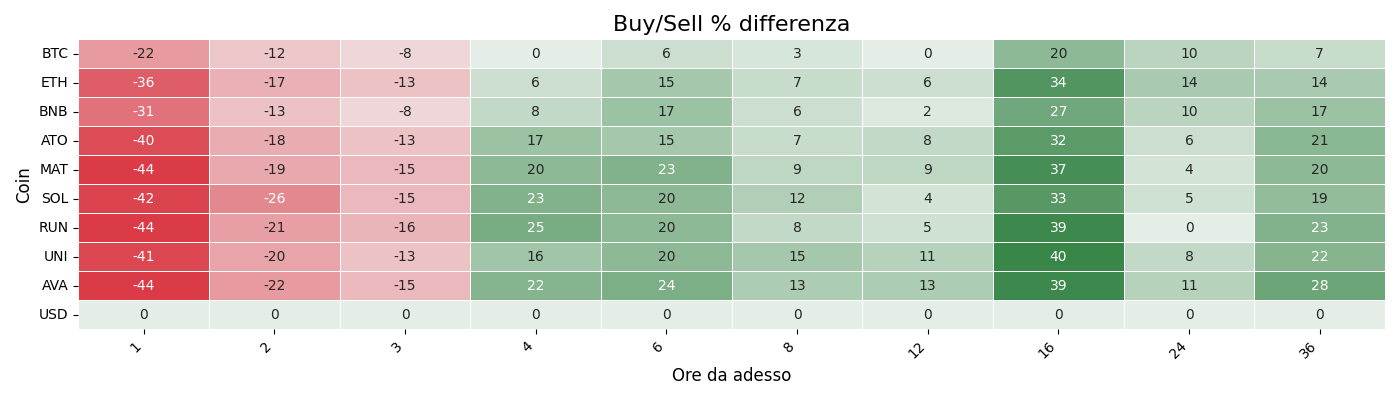 Buy/Sell % differenza
Coin
BTC -22 -12 -8 0 6 3 0 20 10 7
ETH -36 -17 -13 6 15 7 6 34 14 14
BNB -31 -13 -8 8 17 6 2 27 10 17
ATO -40 -18 -13 17 15 7 8 32 6 21
MAT -44 -19 -15 20 23 9 9 37 4 20
SOL -42 -26 -15 23 20 12 4 33 5 19
RUN -44 -21 -16 25 20 8 5 39 0 23
UNI -41 -20 -13 16 20 15 11 40 8 22
AVA -44 -22 -15 22 24 13 13 39 11 28
USD 0 0 0 0 0 0 0 0 0 0
1 2 3 4 6 8 12 16 24 36
Ore da adesso